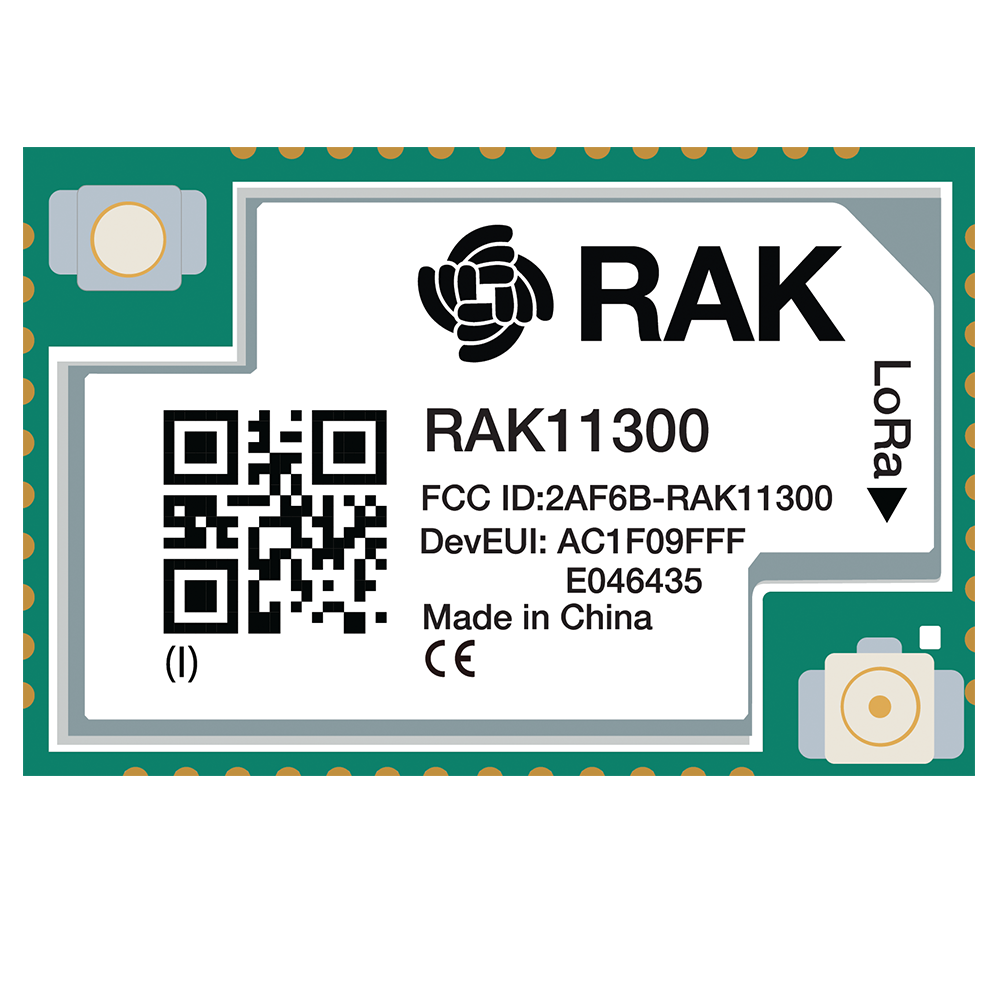 RAK
LoRa
RAK11300
FCC ID:2AF6B-RAK11300
DevEUI: AC1F09FFF
E046435
Made in China
CE
(I)